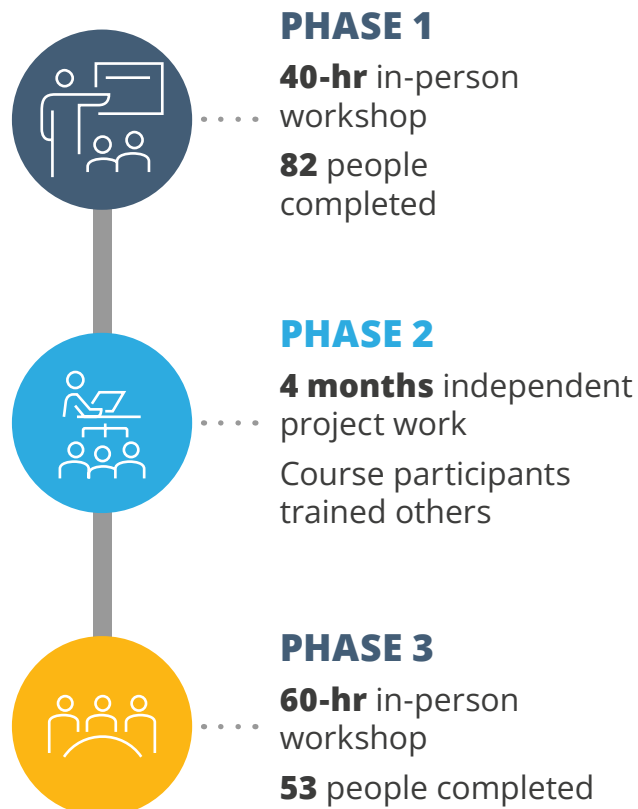 PHASE 1
40-hr in-person
workshop
82 people
completed
PHASE 2
4 months independent
project work
Course participants
trained others
PHASE 3
60-hr in-person
workshop
53 people completed